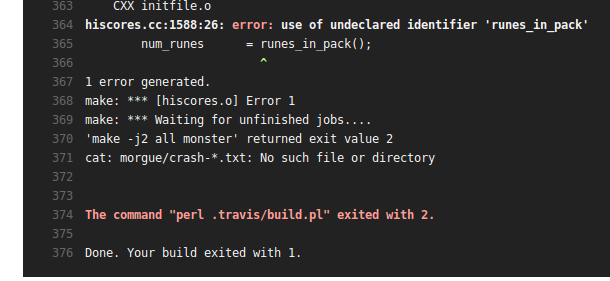 363 CXX initfile.o
364 hiscores.cc:1588:26: error: use of undeclared identifier 'runes_in_pack'
365 num_runes = runes_in_pack();
366 ^
367 1 error generated.
368 make: *** [hiscores.o] Error 1
369 make: *** Waiting for unfinished jobs....
370 'make -j2 all monster' returned exit value 2
371 cat: morgue/crash-*.txt: No such file or directory
372
373
374 The command "perl .travis/build.pl" exited with 2.
375
376 Done. Your build exited with 1.